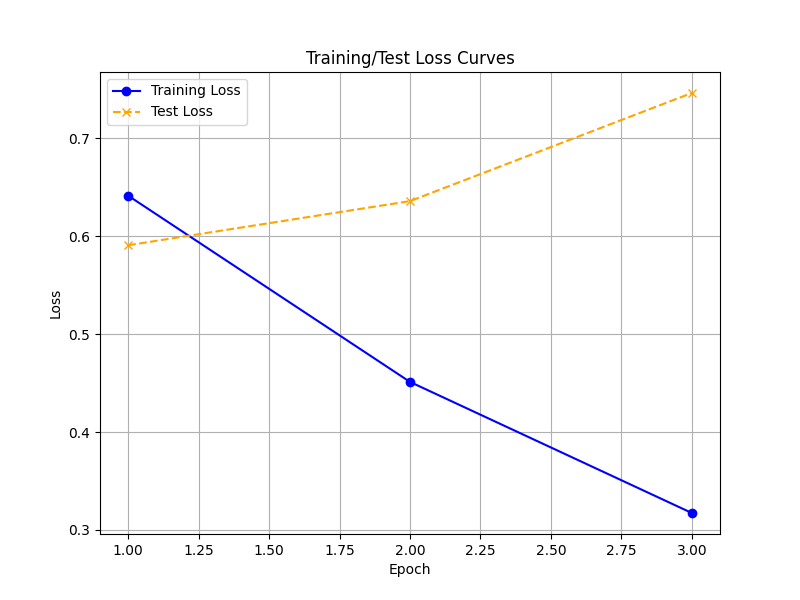 Training/Test Loss Curves
Training Loss
Test Loss
0.7
0.6
0.5
0.4
0.3
Loss
1.00 1.25 1.50 1.75 2.00 2.25 2.50 2.75 3.00
Epoch